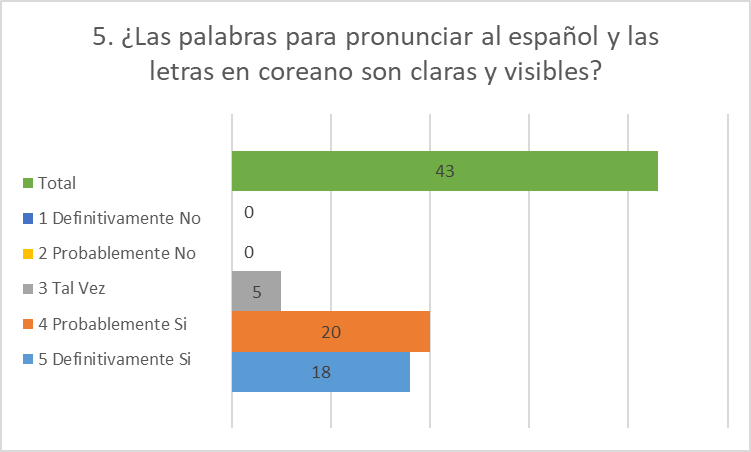 5. ¿Las palabras para pronunciar al español y las
letras en coreano son claras y visibles?
Total
43
1 Definitivamente No
0
2 Probablemente No
0
3 Tal Vez
5
4 Probablemente Si
20
5 Definitivamente Si
18